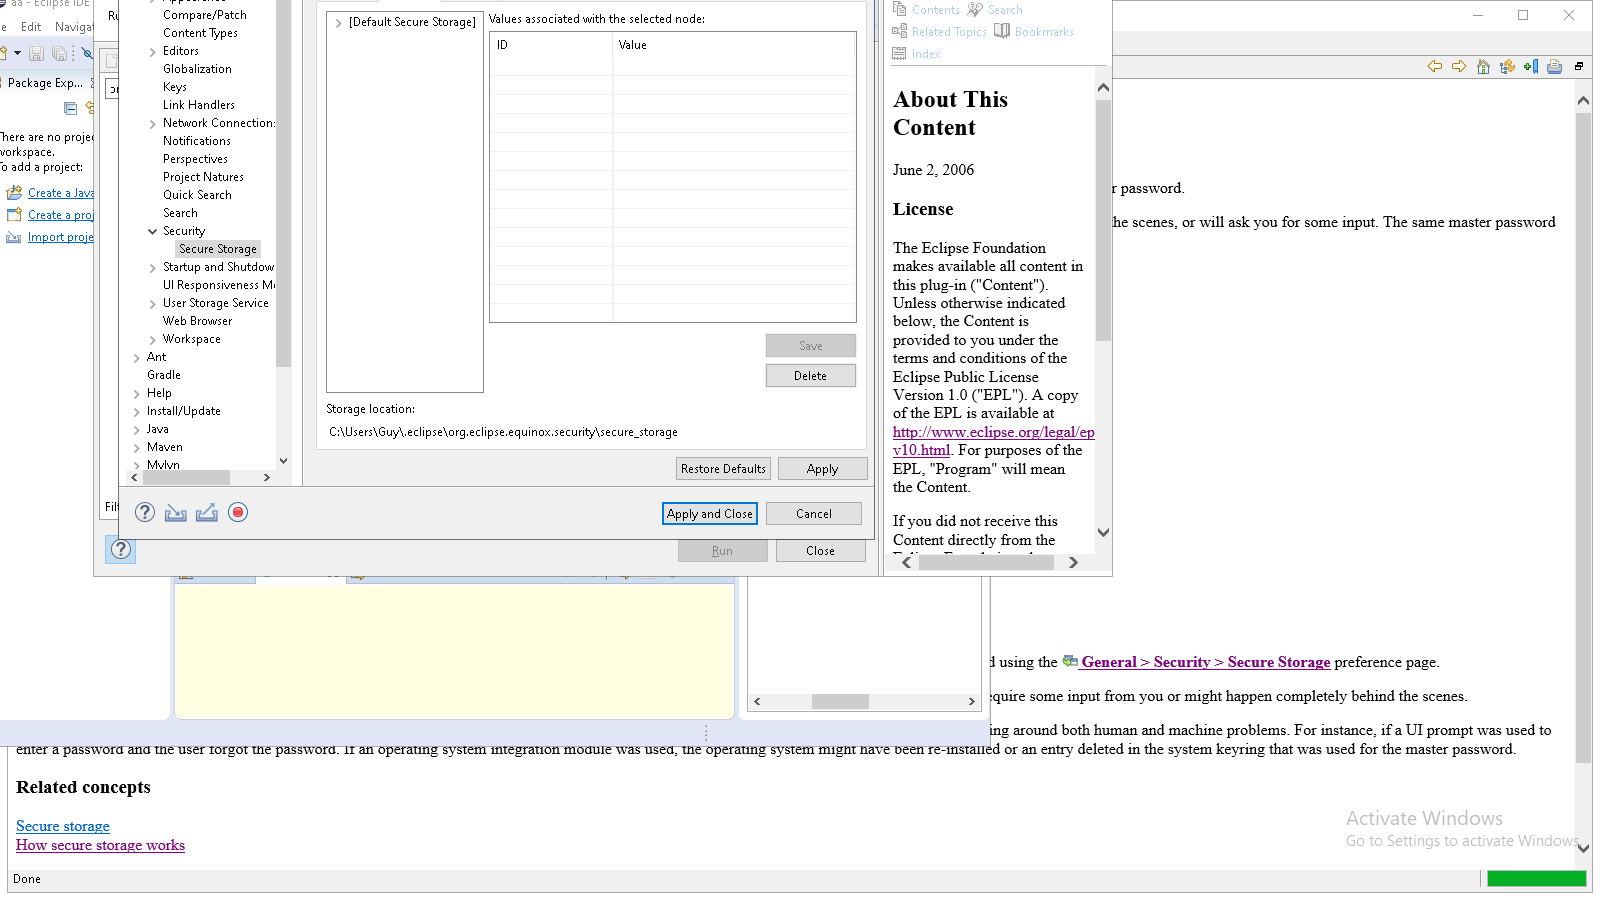 aa - Eclipse IDE
Edit
Naviga
Ru
Package Exp...
There are no projec
workspace.
To add a project:
Create a Java
Create a proj
Import proje
Compare/Patch
Content Types
Editors
Globalization
Keys
Link Handlers
Network Connection:
Notifications
Perspectives
Project Natures
Quick Search
Search
Security
Secure Storage
Startup and Shutdow
UI Responsiveness M
User Storage Service
Web Browser
Workspace
Ant
Gradle
Help
Install/Update
Java
Maven
Mylyn
[Default Secure Storage]
Values associated with the selected node:
ID Value
Save
Delete
Storage location:
C:\Users\Guy\.eclipse\org.eclipse.equinox.security\secure_storage
Restore Defaults Apply
Apply and Close Cancel
Filt
Run Close
Contents Search
Related Topics Bookmarks
Index
About This
Content
June 2, 2006
License
The Eclipse Foundation
makes available all content in
this plug-in ("Content").
Unless otherwise indicated
below, the Content is
provided to you under the
terms and conditions of the
Eclipse Public License
Version 1.0 ("EPL"). A copy
of the EPL is available at
http://www.eclipse.org/legal/ep
v10.html. For purposes of the
EPL, "Program" will mean
the Content.
If you did not receive this
Content directly from the
r password.
he scenes, or will ask you for some input. The same master password
d using the General > Security > Secure Storage preference page.
equire some input from you or might happen completely behind the scenes.
ing around both human and machine problems. For instance, if a UI prompt was used to
enter a password and the user forgot the password. If an operating system integration module was used, the operating system might have been re-installed or an entry deleted in the system keyring that was used for the master password.
Related concepts
Secure storage
How secure storage works
Activate Windows
Go to Settings to activate Windows.
Done